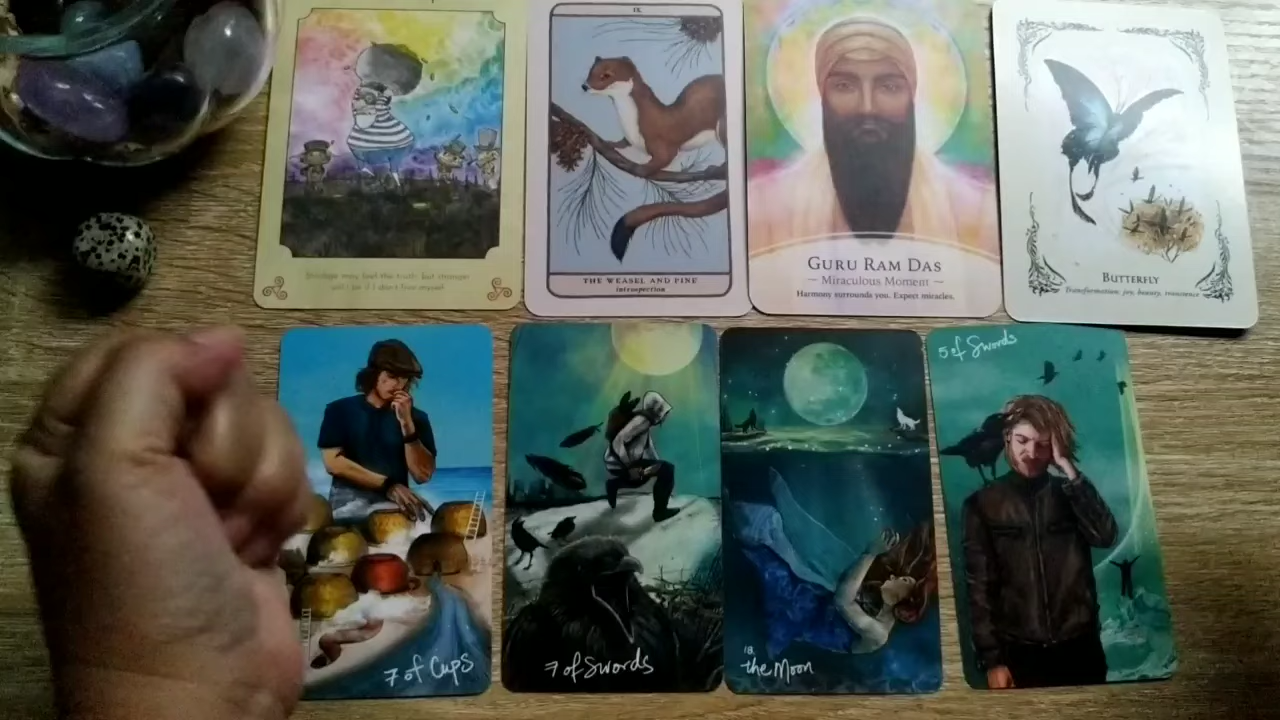 IX
THE WEASEL AND PINE
introspection
GURU RAM DAS
— Miraculous Moment —
Harmony surrounds you. Expect miracles.
BUTTERFLY
Transformation, joy, beauty,
7 of Cups
7 of Swords
18.
the Moon
5 of Swords